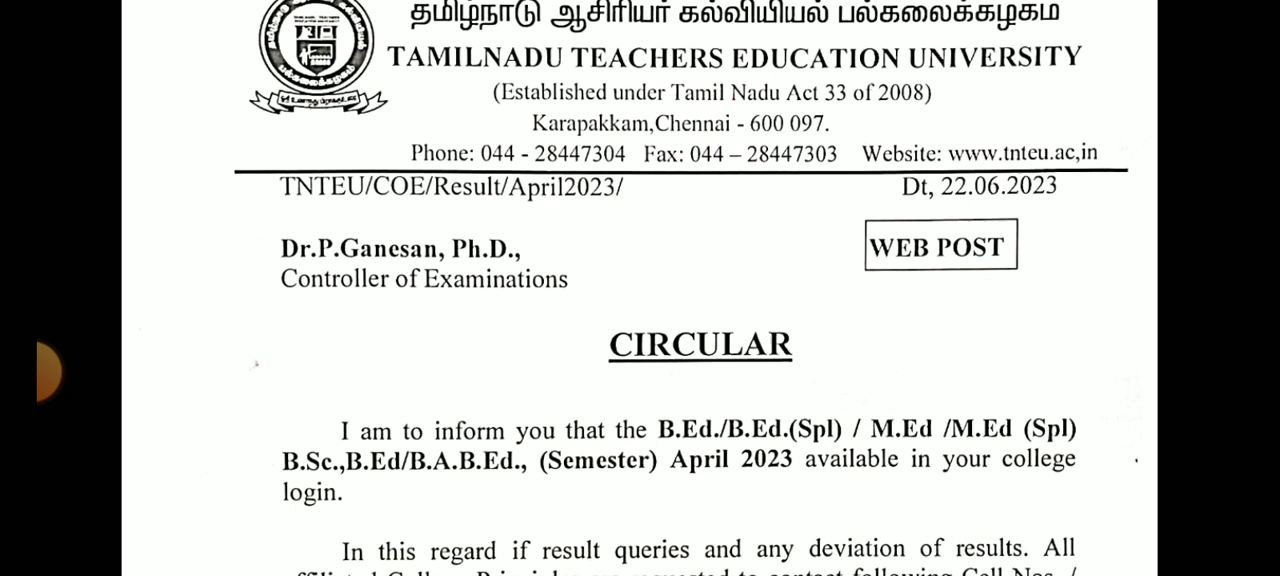 தமிழ்நாடு ஆசிரியர் கல்வியியல் பல்கலைக்கழகம்
TAMILNADU TEACHERS EDUCATION UNIVERSITY
(Established under Tamil Nadu Act 33 of 2008)
Karapakkam,Chennai - 600 097.
Phone: 044 - 28447304 Fax: 044 – 28447303 Website: www.tnteu.ac,in
TNTEU/COE/Result/April2023/ Dt, 22.06.2023
Dr.P.Ganesan, Ph.D., WEB POST
Controller of Examinations
CIRCULAR
I am to inform you that the B.Ed./B.Ed.(Spl) / M.Ed /M.Ed (Spl)
B.Sc.,B.Ed/B.A.B.Ed., (Semester) April 2023 available in your college
login.
In this regard if result queries and any deviation of results. All